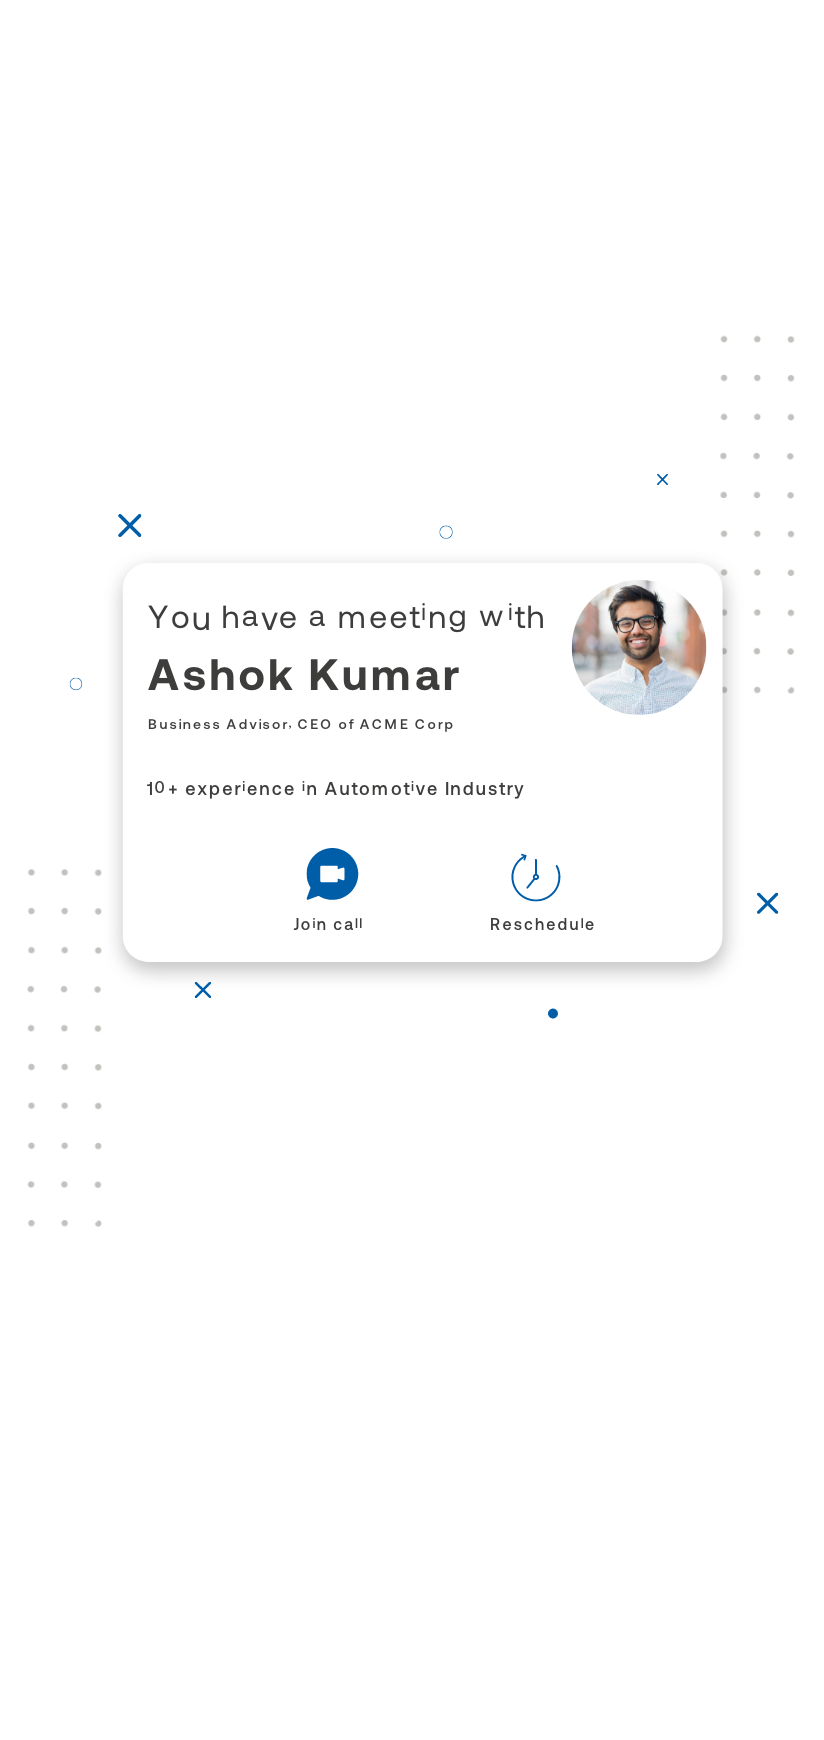 You have a meeting with
Ashok Kumar
Business Advisor, CEO of ACME Corp
10+ experience in Automotive Industry
Join call
Reschedule